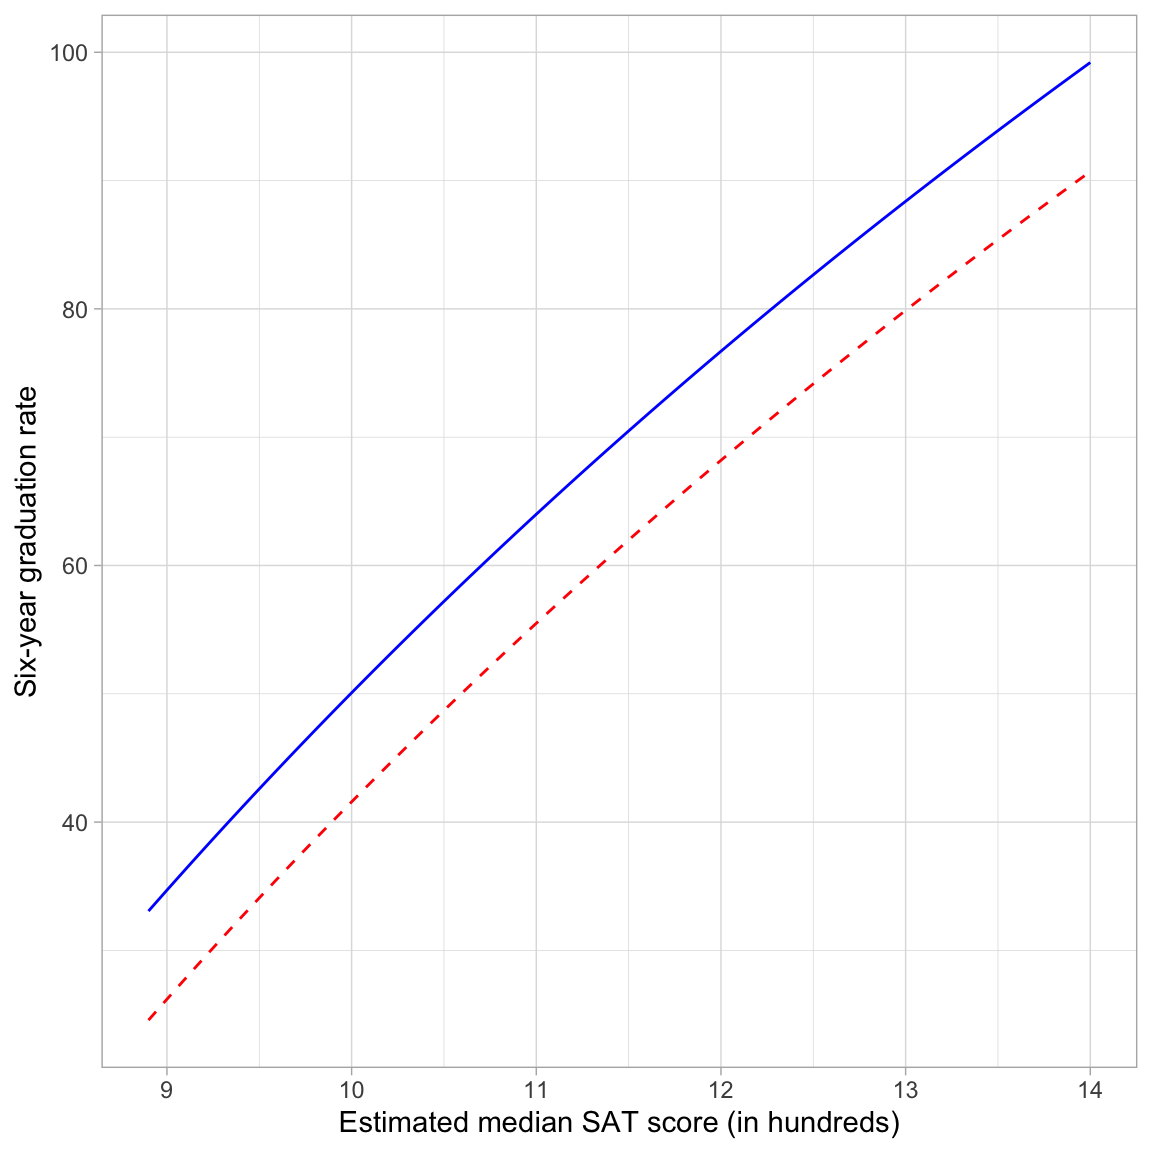 100
80
60
40
9 10 11 12 13 14
Estimated median SAT score (in hundreds)
Six-year graduation rate